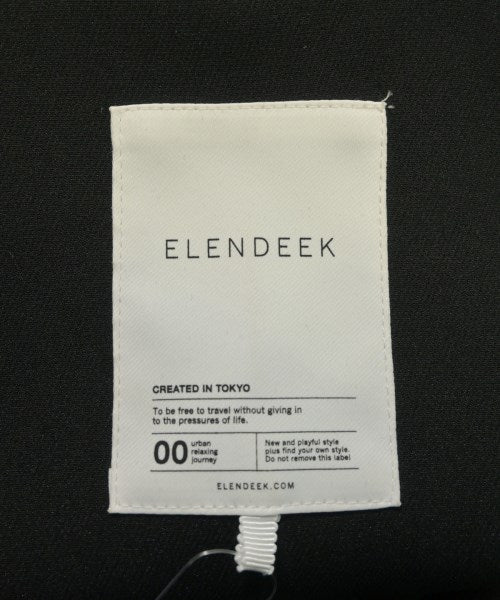 ELENDEEK
CREATED IN TOKYO
To be free to travel without giving in
to the pressures of life.
00
urban
relaxing
journey
New and playful style
plus find your own style.
Do not remove this label
ELENDEEK.COM